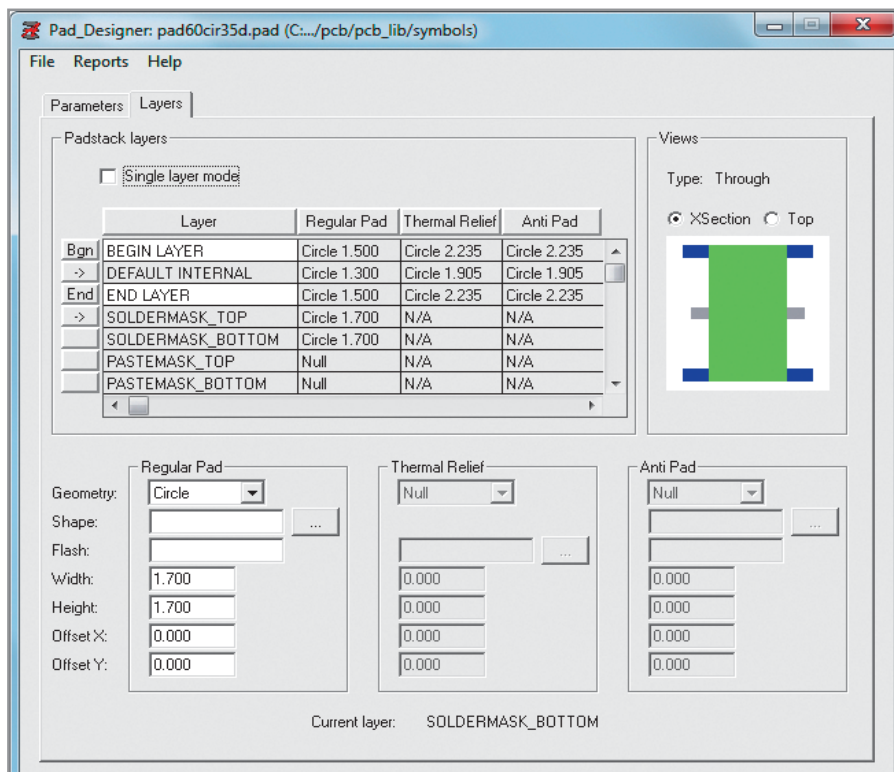 Pad_Designer: pad60cir35d.pad (C:.../pcb/pcb_lib/symbols)
File Reports Help
Parameters Layers
Padstack layers
Single layer mode
Layer Regular Pad Thermal Relief Anti Pad
Bgn BEGIN LAYER Circle 1.500 Circle 2.235 Circle 2.235
-> DEFAULT INTERNAL Circle 1.300 Circle 1.905 Circle 1.905
End END LAYER Circle 1.500 Circle 2.235 Circle 2.235
-> SOLDERMASK_TOP Circle 1.700 N/A N/A
SOLDERMASK_BOTTOM Circle 1.700 N/A N/A
PASTEMASK_TOP Null N/A N/A
PASTEMASK_BOTTOM Null N/A N/A
Views
Type: Through
XSection Top
Regular Pad Thermal Relief Anti Pad
Geometry: Circle Null Null
Shape: ... ...
Flash: ...
Width: 1.700 0.000 0.000
Height: 1.700 0.000 0.000
Offset X: 0.000 0.000 0.000
Offset Y: 0.000 0.000 0.000
Current layer: SOLDERMASK_BOTTOM